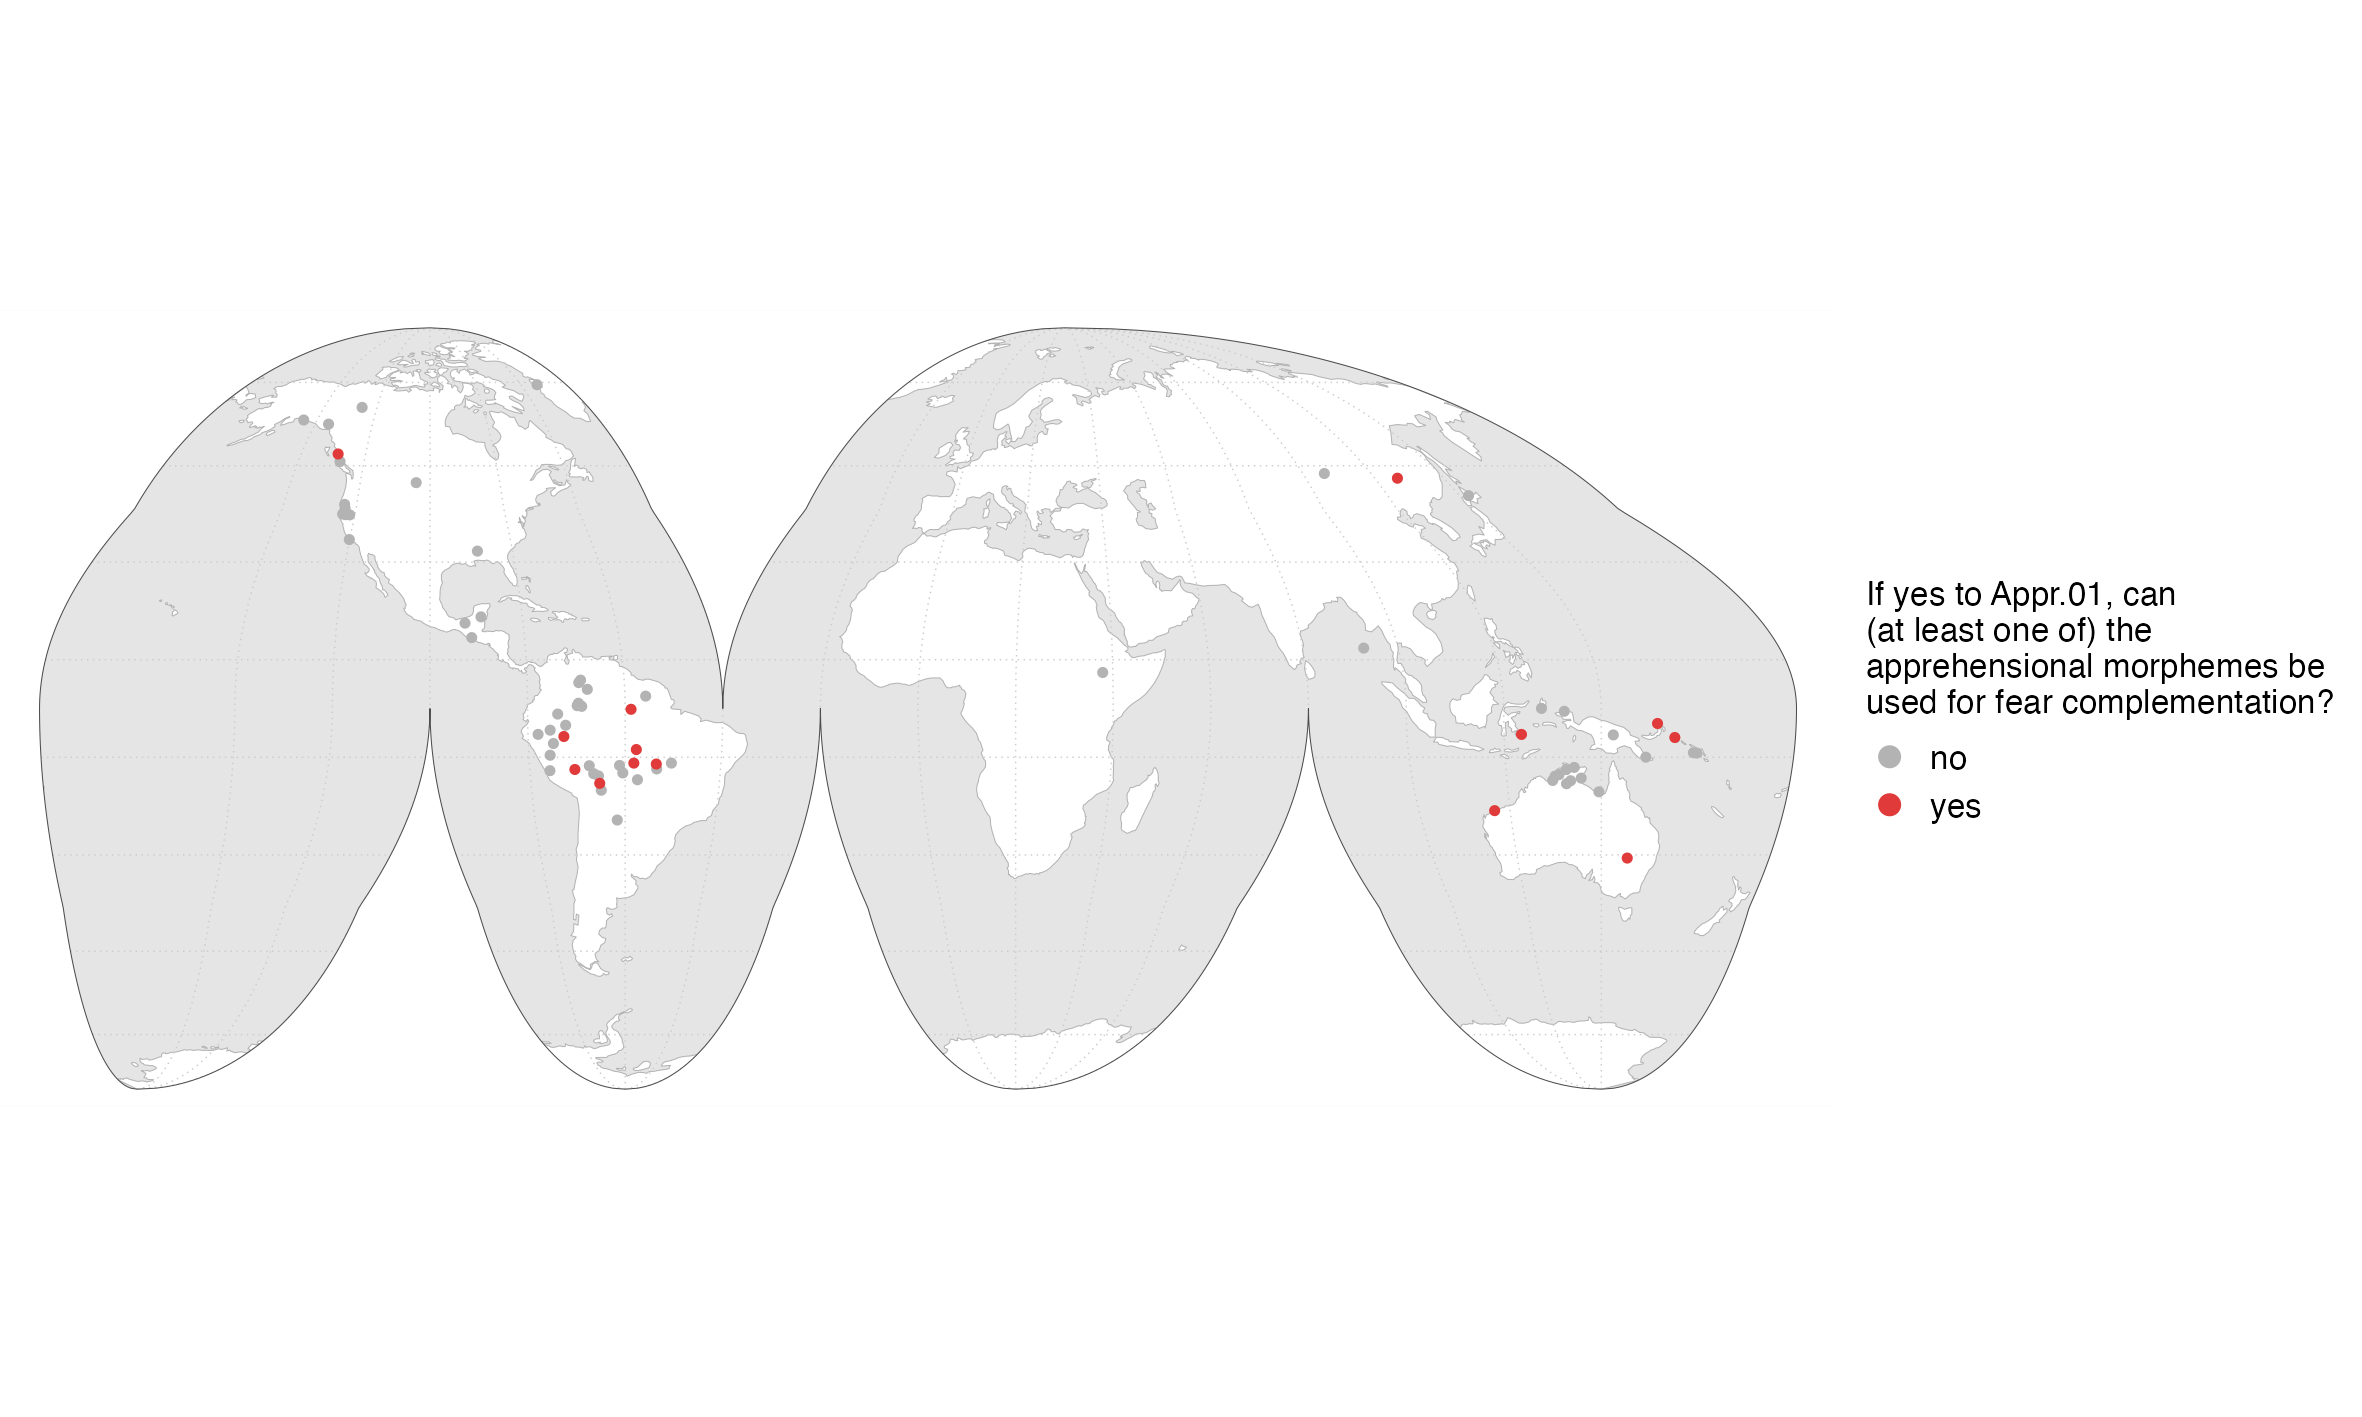 If yes to Appr.01, can
(at least one of) the
apprehensional morphemes be
used for fear complementation?
no
yes